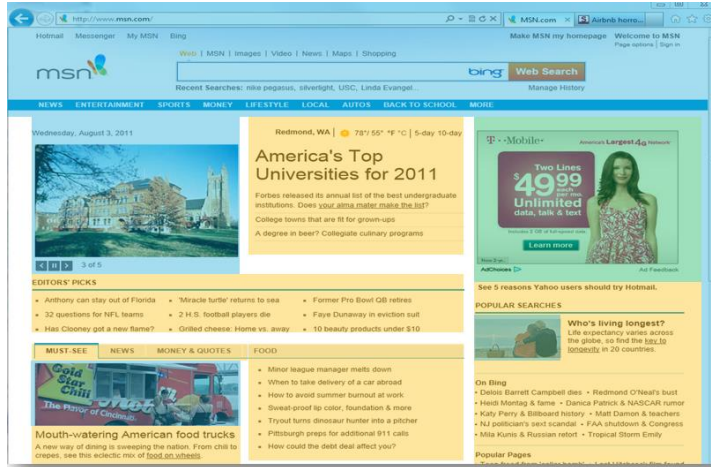 http://www.msn.com/
MSN.com
Airbnb horro...
Hotmail Messenger My MSN Bing
Make MSN my homepage Welcome to MSN
Page options | Sign in
Web | MSN | Images | Video | News | Maps | Shopping
msn
bing Web Search
Recent Searches: nike pegasus, silverlight, USC, Linda Evangel...
Manage History
NEWS ENTERTAINMENT SPORTS MONEY LIFESTYLE LOCAL AUTOS BACK TO SCHOOL MORE
Wednesday, August 3, 2011
3 of 5
Redmond, WA | 78°/ 55° °F °C | 5-day 10-day
America's Top
Universities for 2011
Forbes released its annual list of the best undergraduate
institutions. Does your alma mater make the list?
College towns that are fit for grown-ups
A degree in beer? Collegiate culinary programs
T··Mobile· America's Largest 4G Network
Two Lines
$49 99
per mo.
Unlimited
data, talk & text
Learn more
AdChoices Ad Feedback
EDITORS' PICKS
Anthony can stay out of Florida
32 questions for NFL teams
Has Clooney got a new flame?
'Miracle turtle' returns to sea
2 H.S. football players die
Grilled cheese: Home vs. away
Former Pro Bowl QB retires
Faye Dunaway in eviction suit
10 beauty products under $10
MUST-SEE NEWS MONEY & QUOTES FOOD
Gold
Star
Chili
The Flavor of Cincinnati
Mouth-watering American food trucks
A new way of dining is sweeping the nation. From chili to
crepes, see this eclectic mix of food on wheels.
Minor league manager melts down
When to take delivery of a car abroad
How to avoid summer burnout at work
Sweat-proof lip color, foundation & more
Tryout turns dinosaur hunter into a pitcher
Pittsburgh preps for additional 911 calls
How could the debt deal affect you?
See 5 reasons Yahoo users should try Hotmail.
POPULAR SEARCHES
Who's living longest?
Life expectancy varies across
the globe, so find the key to
longevity in 20 countries.
On Bing
• Delois Barrett Campbell dies • Redmond O'Neal's bust
• Heidi Montag & fame • Danica Patrick & NASCAR rumor
• Katy Perry & Billboard history • Matt Damon & teachers
• NJ politician's sext scandal • FAA shutdown & Congress
• Mila Kunis & Russian retort • Tropical Storm Emily
Popular Pages